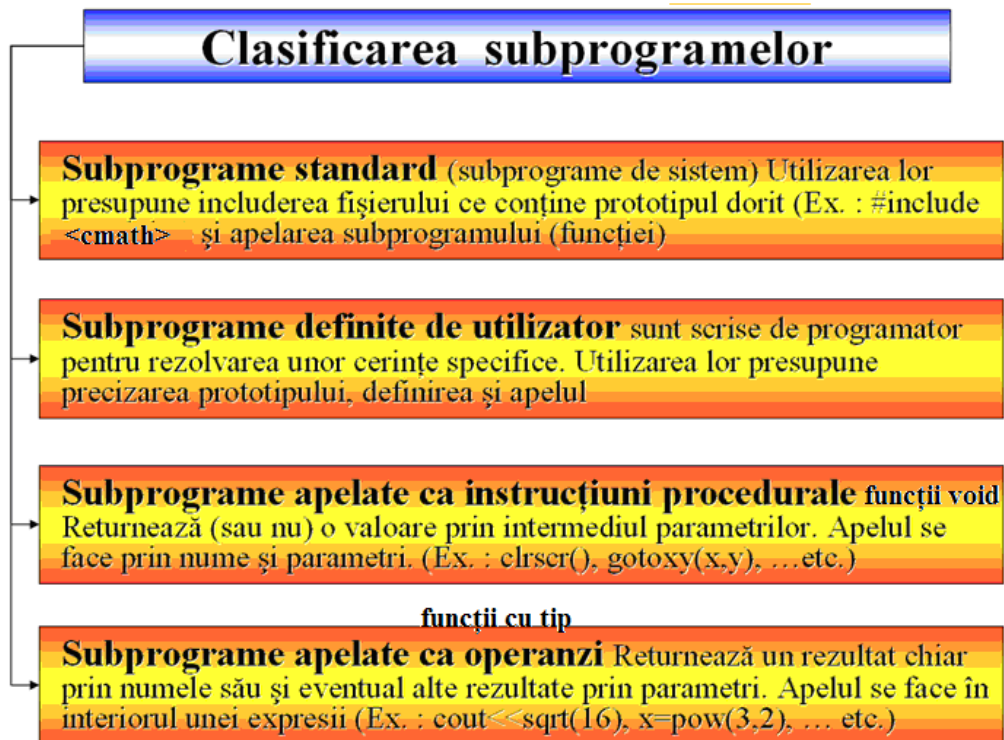 Clasificarea subprogramelor
Subprograme standard (subprograme de sistem) Utilizarea lor
presupune includerea fişierului ce conţine prototipul dorit (Ex. : #include
<cmath> şi apelarea subprogramului (funcţiei)
Subprograme definite de utilizator sunt scrise de programator
pentru rezolvarea unor cerinţe specifice. Utilizarea lor presupune
precizarea prototipului, definirea şi apelul
Subprograme apelate ca instrucţiuni procedurale funcţii void
Returnează (sau nu) o valoare prin intermediul parametrilor. Apelul se
face prin nume şi parametri. (Ex. : clrscr(), gotoxy(x,y), …etc.)
funcţii cu tip
Subprograme apelate ca operanzi Returnează un rezultat chiar
prin numele său şi eventual alte rezultate prin parametri. Apelul se face în
interiorul unei expresii (Ex. : cout<<sqrt(16), x=pow(3,2), … etc.)